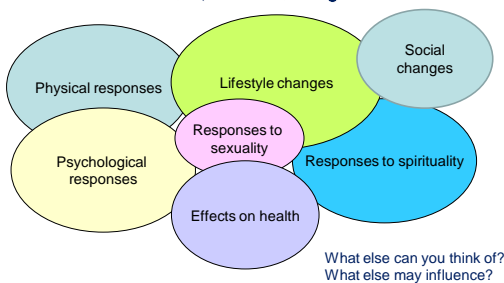 Social
changes
Physical responses
Lifestyle changes
Responses to
sexuality
Psychological
responses
Responses to spirituality
Effects on health
What else can you think of?
What else may influence?